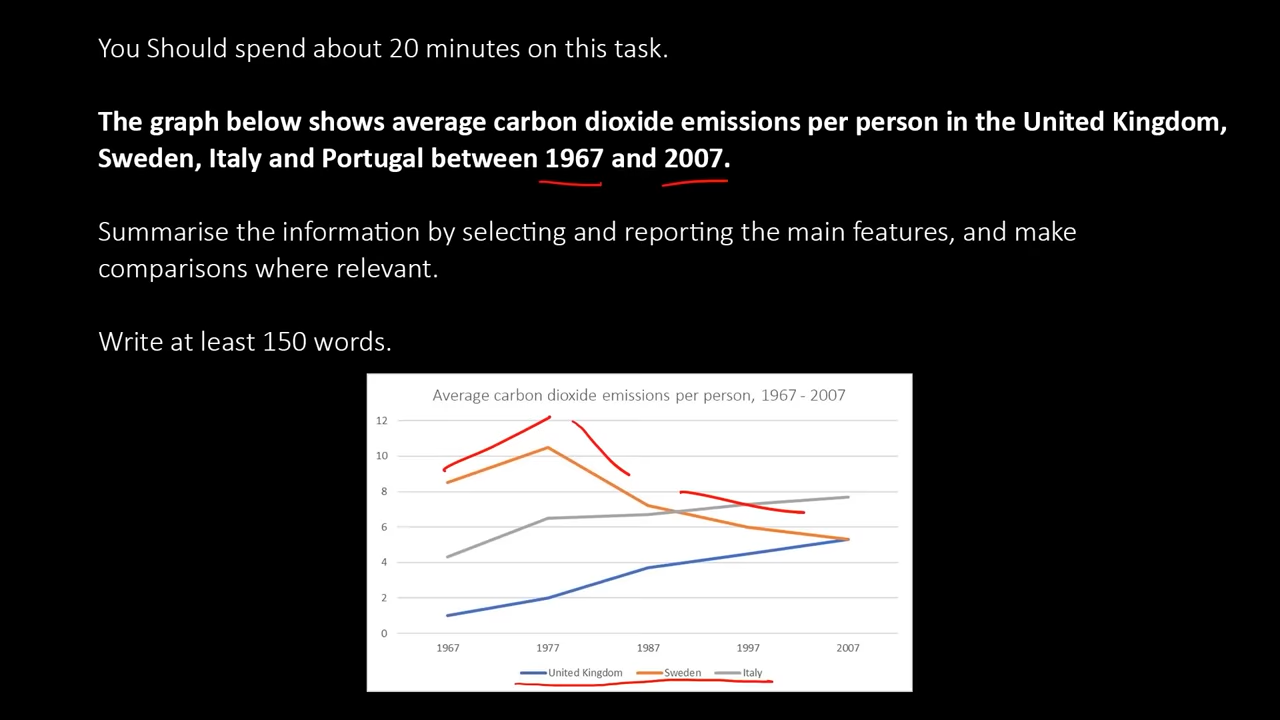 You Should spend about 20 minutes on this task.
The graph below shows average carbon dioxide emissions per person in the United Kingdom,
Sweden, Italy and Portugal between 1967 and 2007.
Summarise the information by selecting and reporting the main features, and make
comparisons where relevant.
Write at least 150 words.
Average carbon dioxide emissions per person, 1967 - 2007
12
10
8
6
4
2
0
1967 1977 1987 1997 2007
United Kingdom Sweden Italy